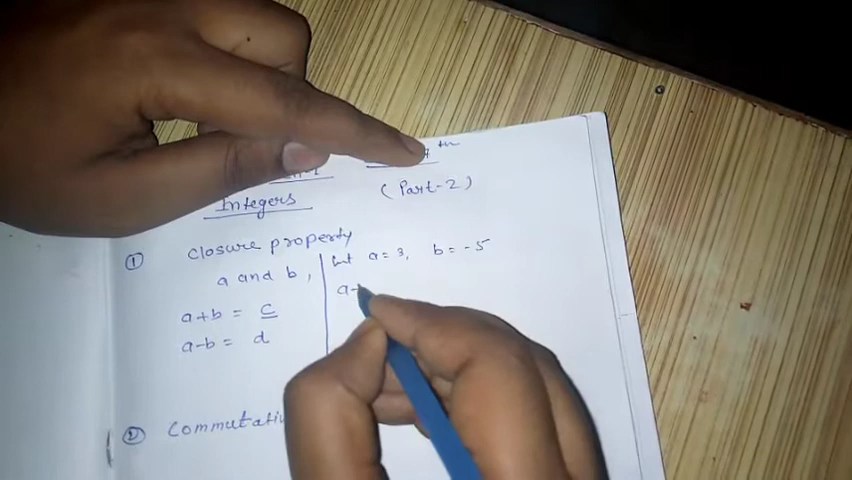 Integers
(Part-2)
① Closure property
a and b,
a+b = c
a-b = d
Let a=3, b=-5
a+
② Commutati